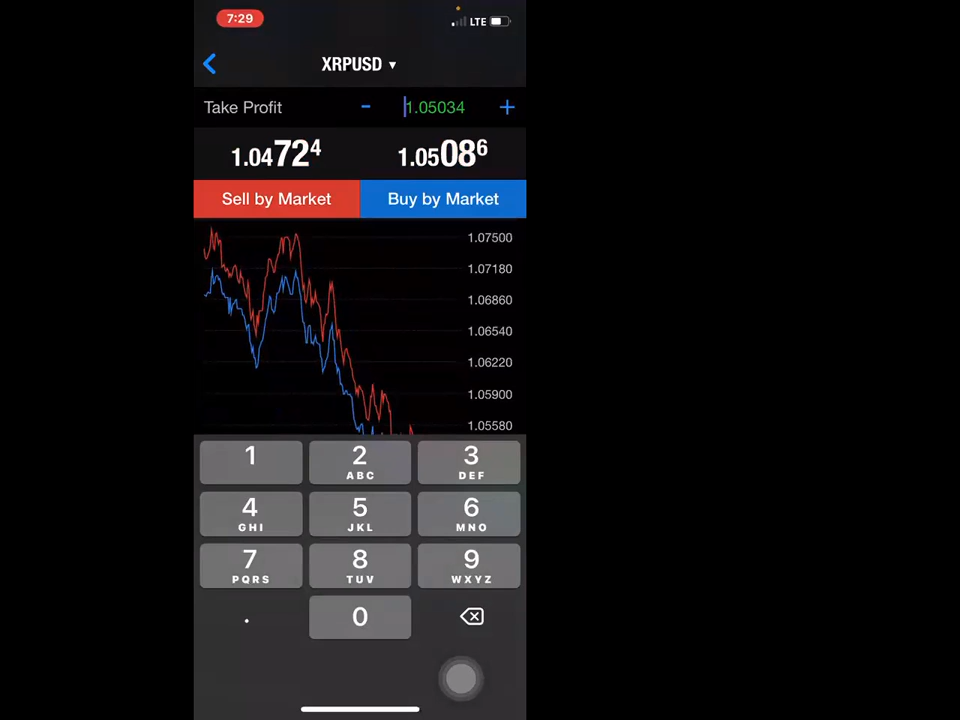 7:29
LTE
XRPUSD ▼
Take Profit - 1.05034 +
1.04724 1.05086
Sell by Market Buy by Market
1.07500
1.07180
1.06860
1.06540
1.06220
1.05900
1.05580
1 2 3
ABC DEF
4 5 6
GHI JKL MNO
7 8 9
PQRS TUV WXYZ
. 0